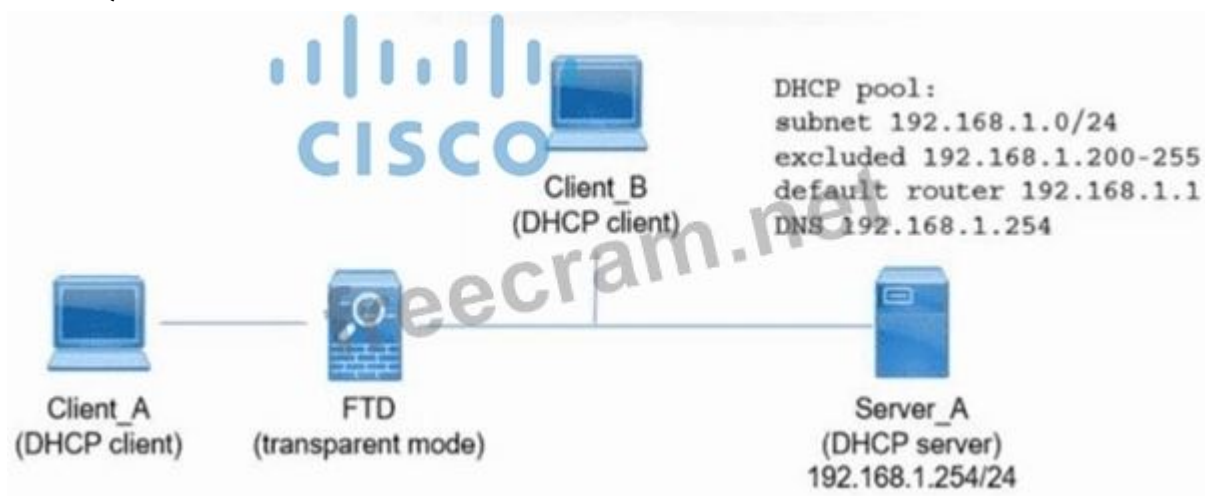 CISCO
DHCP pool:
subnet 192.168.1.0/24
excluded 192.168.1.200-255
default router 192.168.1.1
DNS 192.168.1.254
Client_B
(DHCP client)
freecram.net
Client_A
(DHCP client)
FTD
(transparent mode)
Server_A
(DHCP server)
192.168.1.254/24